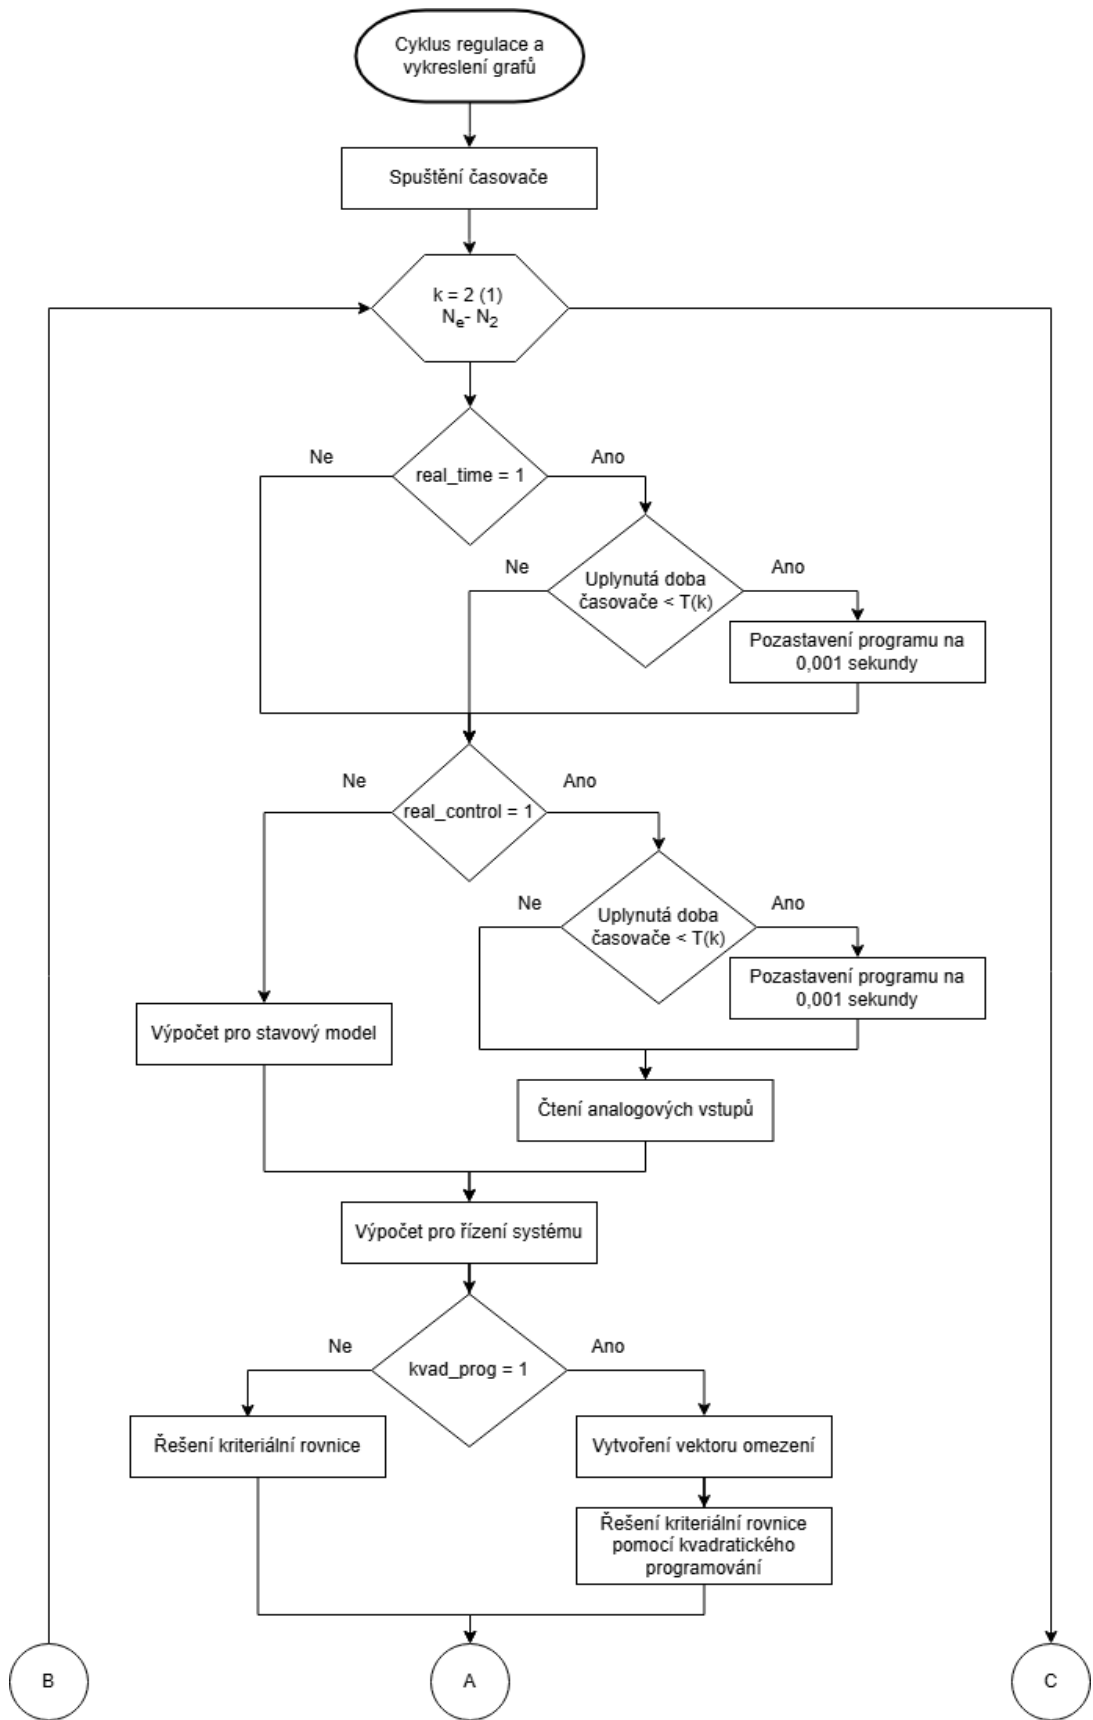 Cyklus regulace a
vykreslení grafů
Spuštění časovače
k = 2 (1)
Ne- N2
Ne
Ano
real_time = 1
Ne
Ano
Uplynutá doba
časovače < T(k)
Pozastavení programu na
0,001 sekundy
Ne
Ano
real_control = 1
Ne
Ano
Uplynutá doba
časovače < T(k)
Pozastavení programu na
0,001 sekundy
Výpočet pro stavový model
Čtení analogových vstupů
Výpočet pro řízení systému
Ne
Ano
kvad_prog = 1
Řešení kriteriální rovnice
Vytvoření vektoru omezení
Řešení kriteriální rovnice
pomocí kvadratického
programování
B
A
C